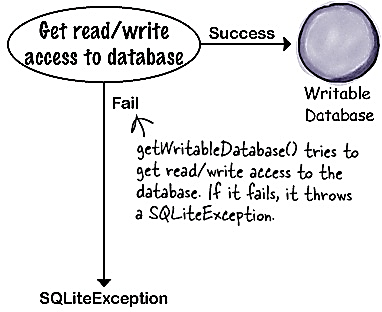 Get read/write
access to database
Success
Writable
Database
Fail
getWritableDatabase() tries to
get read/write access to the
database. If it fails, it throws
a SQLiteException.
SQLiteException